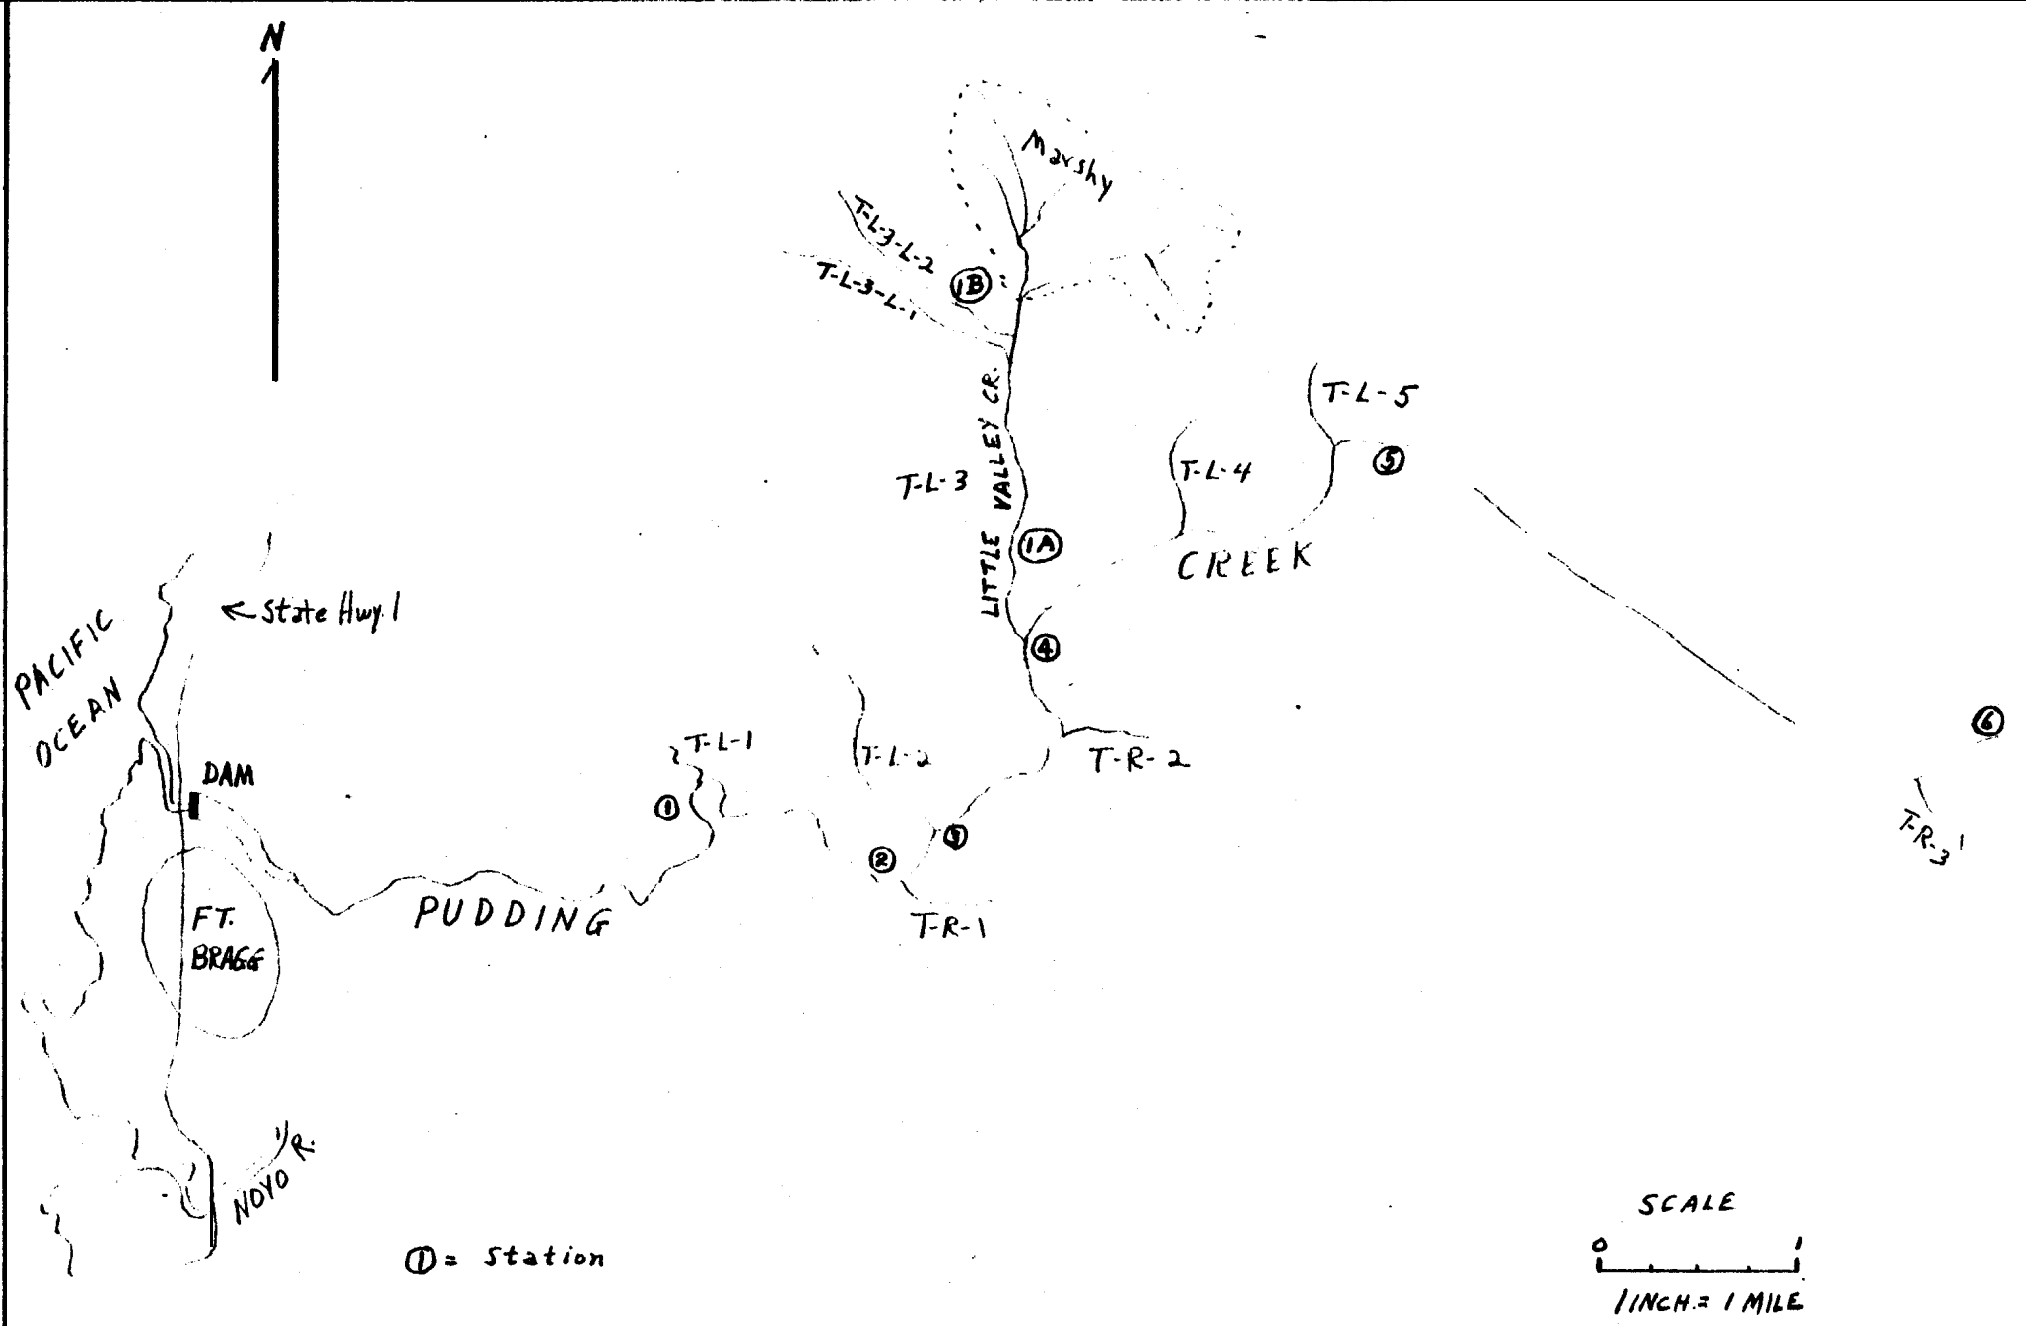 N
Marshy
T-L-3-L-2
1B
T-L-3-L-1
LITTLE VALLEY CR.
T-L-5
T-L-4
5
T-L-3
1A
CREEK
← State Hwy. 1
PACIFIC
OCEAN
4
6
T-L-1
T-L-2
T-R-2
DAM
1
3
T-R-3
2
FT.
BRAGG
PUDDING
T-R-1
NOYO R.
SCALE
0 1
1 INCH = 1 MILE
① = Station